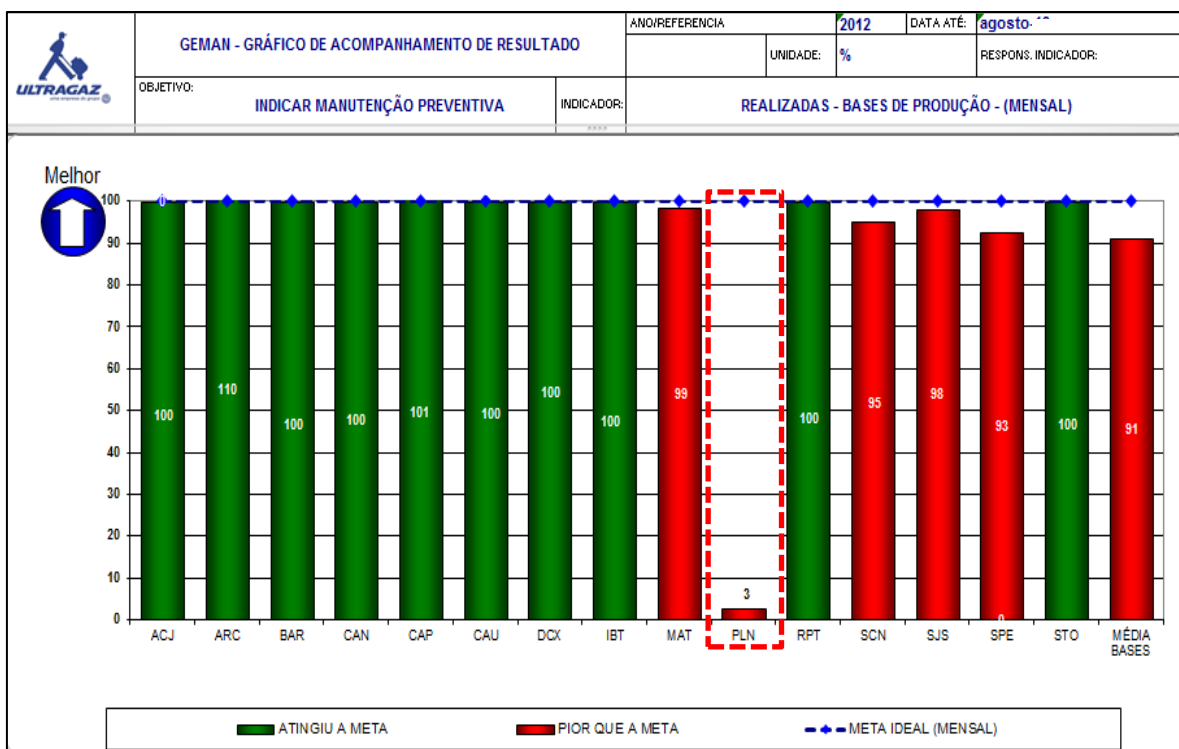 ULTRAGAZ
GEMAN - GRÁFICO DE ACOMPANHAMENTO DE RESULTADO
ANO/REFERENCIA
2012
DATA ATÉ:
agosto-
UNIDADE:
%
RESPONS. INDICADOR:
OBJETIVO:
INDICAR MANUTENÇÃO PREVENTIVA
INDICADOR:
REALIZADAS - BASES DE PRODUÇÃO - (MENSAL)
Melhor
100
90
80
70
60
50
40
30
20
10
0
0
100
110
100
100
101
100
100
100
99
3
100
95
98
93
0
100
91
ACJ ARC BAR CAN CAP CAU DCX IBT MAT PLN RPT SCN SJS SPE STO MÉDIA
BASES
ATINGIU A META PIOR QUE A META META IDEAL (MENSAL)